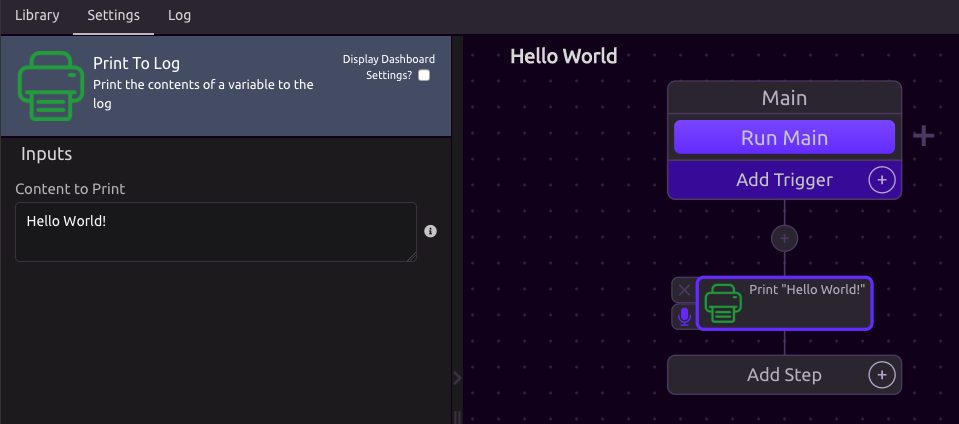 Library Settings Log
Print To Log
Print the contents of a variable to the
log
Display Dashboard
Settings?
Inputs
Content to Print
Hello World!
Hello World
Main
Run Main
Add Trigger
Print "Hello World!"
Add Step